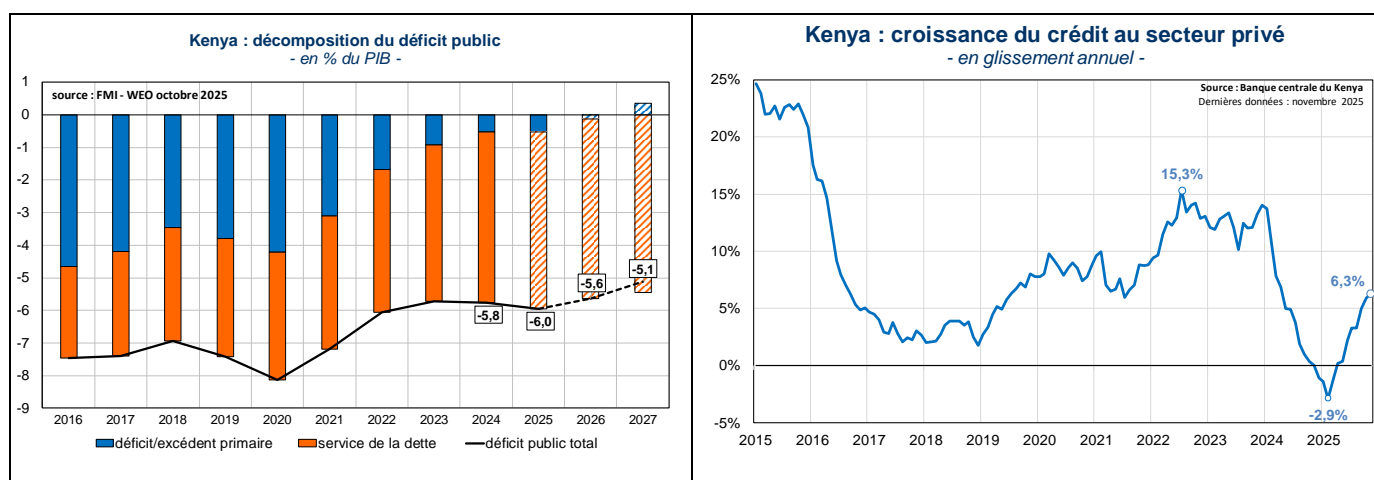 Kenya : décomposition du déficit public
- en % du PIB -
1
source : FMI - WEO octobre 2025
0
-1
-2
-3
-4
-5
-6
-7
-8
-9
-5,8
-6,0
-5,6
-5,1
2016 2017 2018 2019 2020 2021 2022 2023 2024 2025 2026 2027
déficit/excédent primaire service de la dette déficit public total
Kenya : croissance du crédit au secteur privé
- en glissement annuel -
25%
Source : Banque centrale du Kenya
Dernières données : novembre 2025
20%
15%
10%
5%
0%
-5%
15,3%
6,3%
-2,9%
2015 2016 2017 2018 2019 2020 2021 2022 2023 2024 2025